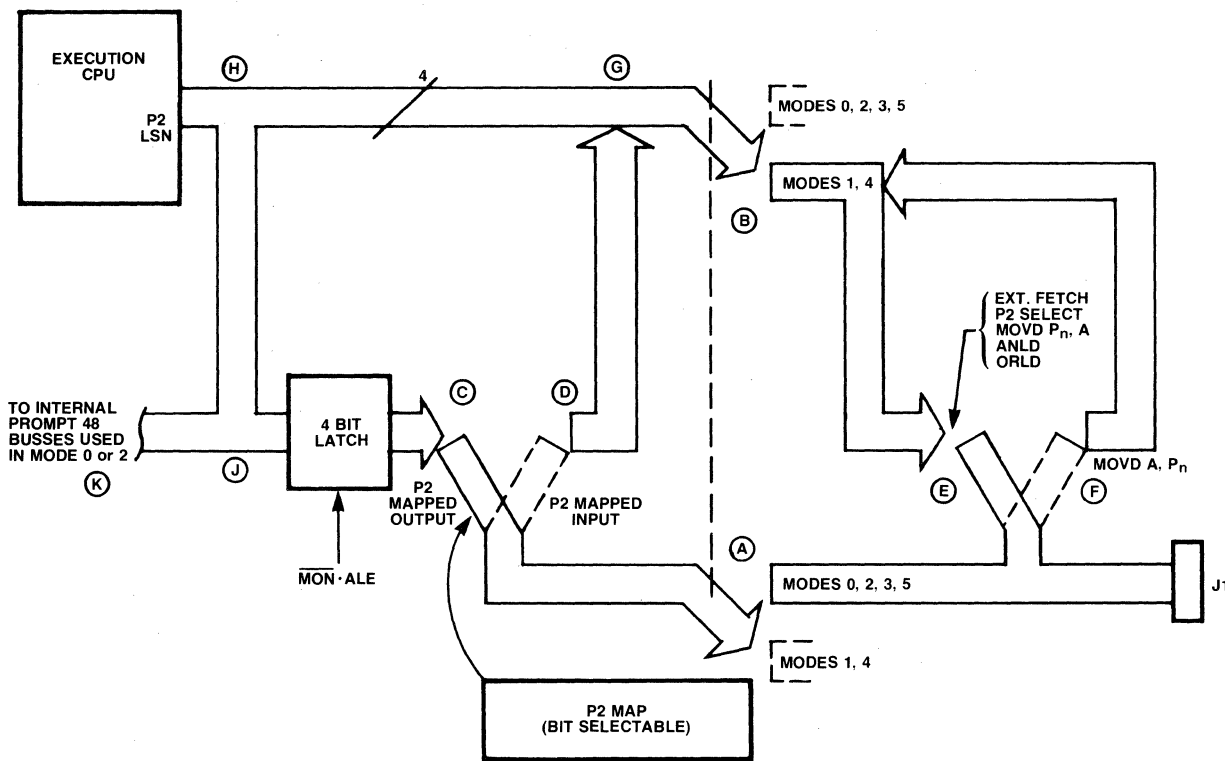 EXECUTION
CPU
P2
LSN
H
4
G
MODES 0, 2, 3, 5
MODES 1, 4
B
EXT. FETCH
P2 SELECT
MOVD Pn, A
ANLD
ORLD
TO INTERNAL
PROMPT 48
BUSSES USED
IN MODE 0 or 2
K
J
4 BIT
LATCH
C
D
P2
MAPPED
OUTPUT
P2 MAPPED
INPUT
E
F
MOVD A, Pn
MON·ALE
A
MODES 0, 2, 3, 5
J1
MODES 1, 4
P2 MAP
(BIT SELECTABLE)